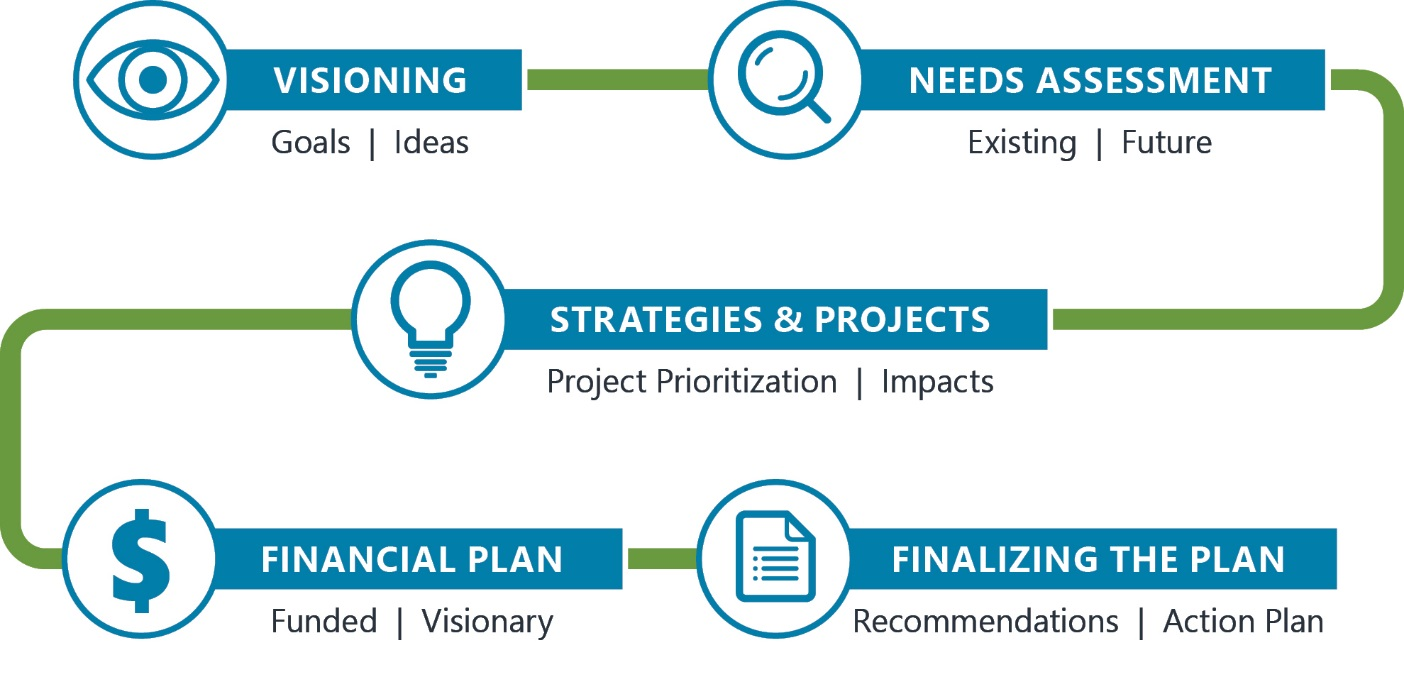 VISIONING
Goals | Ideas
NEEDS ASSESSMENT
Existing | Future
STRATEGIES & PROJECTS
Project Prioritization | Impacts
$
FINANCIAL PLAN
Funded | Visionary
FINALIZING THE PLAN
Recommendations | Action Plan